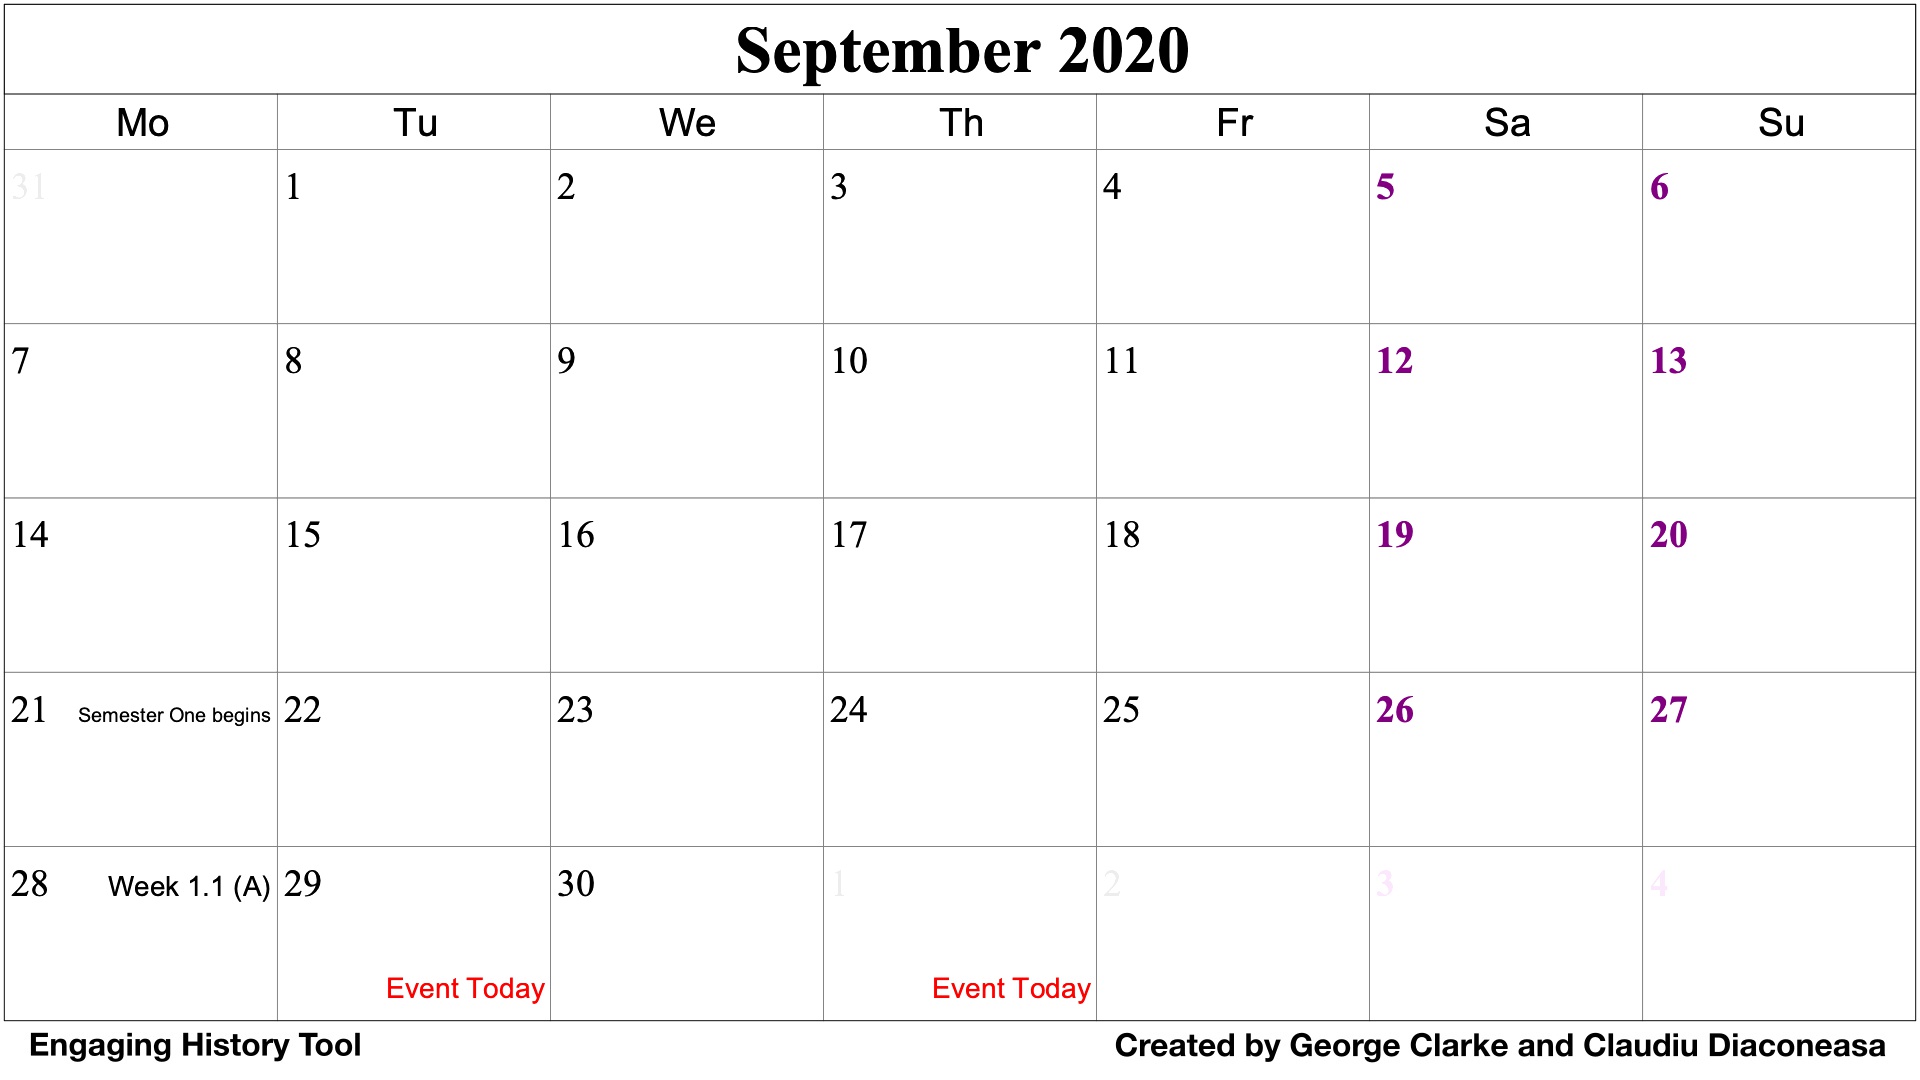 September 2020
Mo Tu We Th Fr Sa Su
31 1 2 3 4 5 6
7 8 9 10 11 12 13
14 15 16 17 18 19 20
21 Semester One begins 22 23 24 25 26 27
28 Week 1.1 (A) 29 30 1 2 3 4
Event Today Event Today
Engaging History Tool Created by George Clarke and Claudiu Diaconeasa